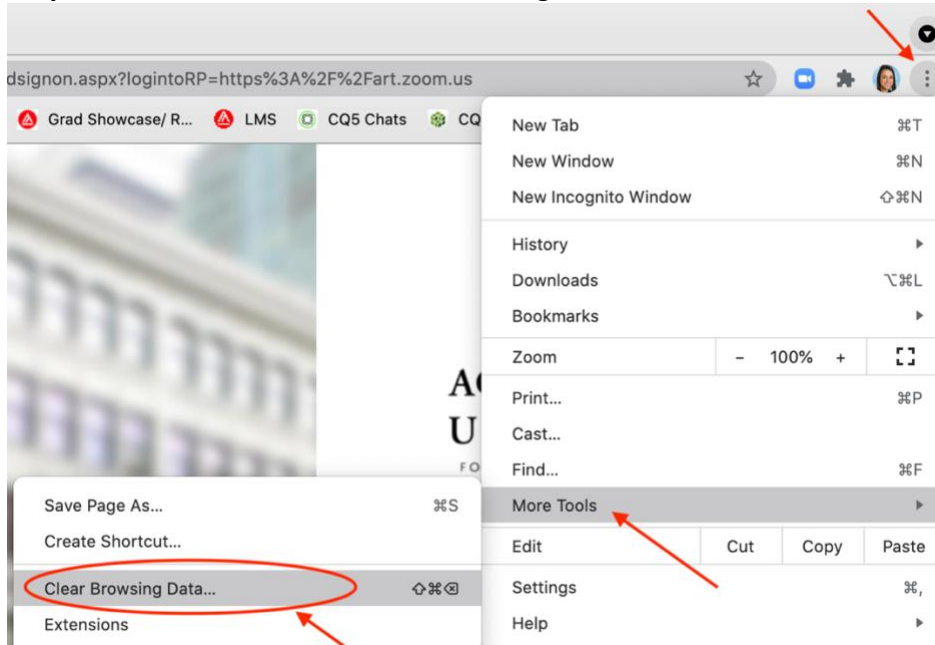 dsignon.aspx?logintoRP=https%3A%2F%2Fart.zoom.us
Grad Showcase/ R... LMS CQ5 Chats CQ
New Tab ⌘T
New Window ⌘N
New Incognito Window ⇧⌘N
History
Downloads ⌥⌘L
Bookmarks
Zoom - 100% +
Print... ⌘P
Cast...
Find... ⌘F
More Tools
Edit Cut Copy Paste
Settings ⌘,
Help
U
FO
Save Page As... ⌘S
Create Shortcut...
Clear Browsing Data... ⇧⌘⌫
Extensions